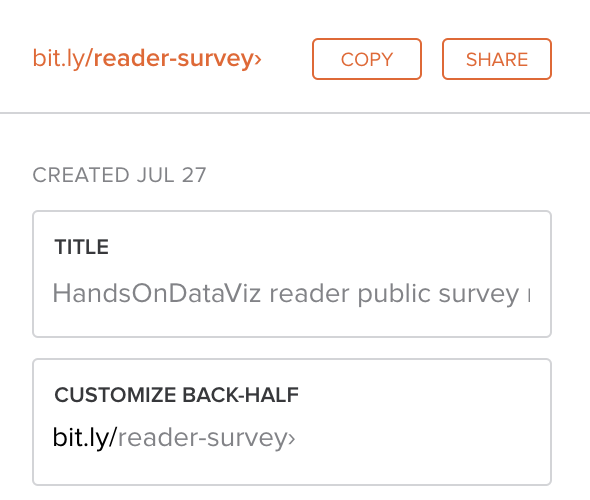 bit.ly/reader-survey›
COPY
SHARE
CREATED JUL 27
TITLE
HandsOnDataViz reader public survey
CUSTOMIZE BACK-HALF
bit.ly/reader-survey›